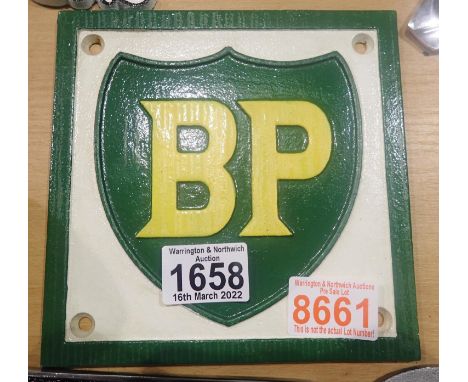 BP
Warrington & Northwich
Auction
1658
16th March 2022
Warrington & Northwich Auctions
Pre Sale Lot
8661
This is not the actual Lot Number!